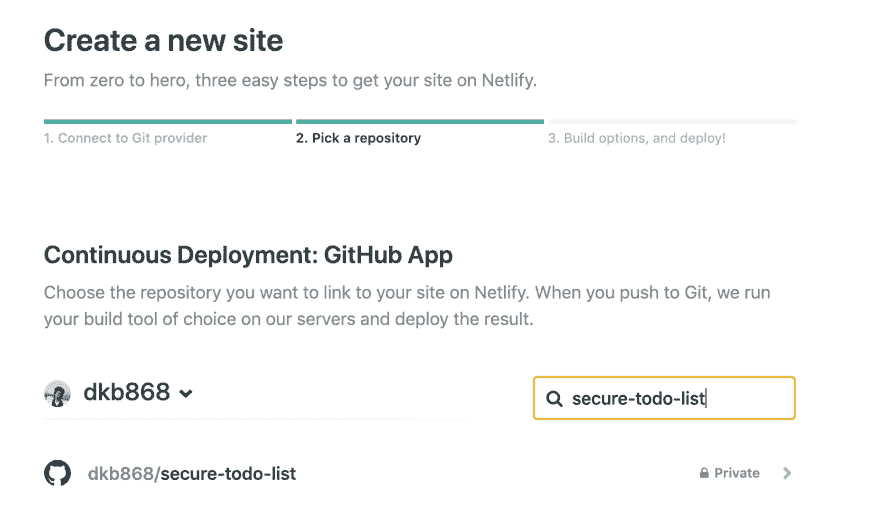 Create a new site
From zero to hero, three easy steps to get your site on Netlify.
1. Connect to Git provider
2. Pick a repository
3. Build options, and deploy!
Continuous Deployment: GitHub App
Choose the repository you want to link to your site on Netlify. When you push to Git, we run
your build tool of choice on our servers and deploy the result.
dkb868
secure-todo-list
dkb868/secure-todo-list
Private